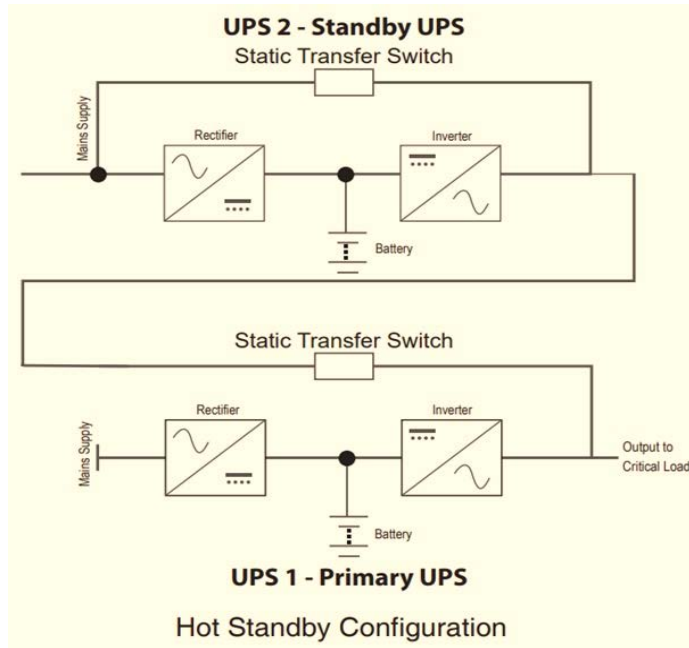 UPS 2 - Standby UPS
Static Transfer Switch
Mains Supply
Rectifier
Inverter
Battery
Static Transfer Switch
Rectifier
Inverter
Mains Supply
Output to
Critical Load
Battery
UPS 1 - Primary UPS
Hot Standby Configuration